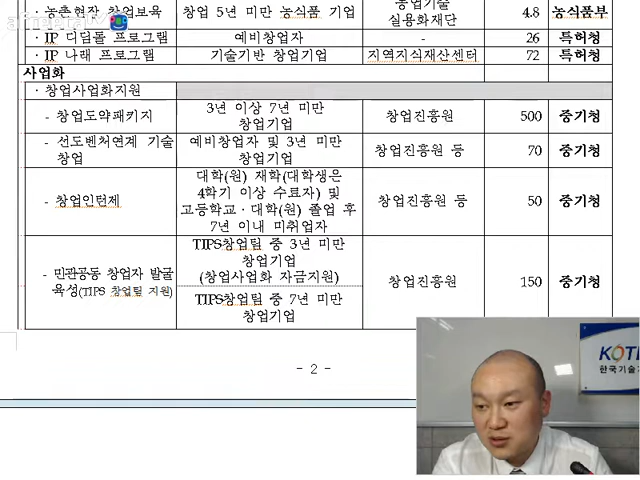 afreecaTV
· 농촌현장 창업보육 창업 5년 미만 농식품 기업 농업기술 실용화재단 4.8 농식품부
· IP 디딤돌 프로그램 예비창업자 - 26 특허청
· IP 나래 프로그램 기술기반 창업기업 지역지식재산센터 72 특허청
사업화
· 창업사업화지원
- 창업도약패키지 3년 이상 7년 미만 창업기업 창업진흥원 500 중기청
- 선도벤처연계 기술 창업 예비창업자 및 3년 미만 창업기업 창업진흥원 등 70 중기청
- 창업인턴제 대학(원) 재학(대학생은 4학기 이상 수료자) 및 고등학교·대학(원) 졸업 후 7년 이내 미취업자 창업진흥원 등 50 중기청
- 민관공동 창업자 발굴 육성(TIPS 창업팀 지원) TIPS창업팀 중 3년 미만 창업기업 (창업사업화 자금지원) 창업진흥원 150 중기청
TIPS창업팀 중 7년 미만 창업기업
- 2 -
한국기술